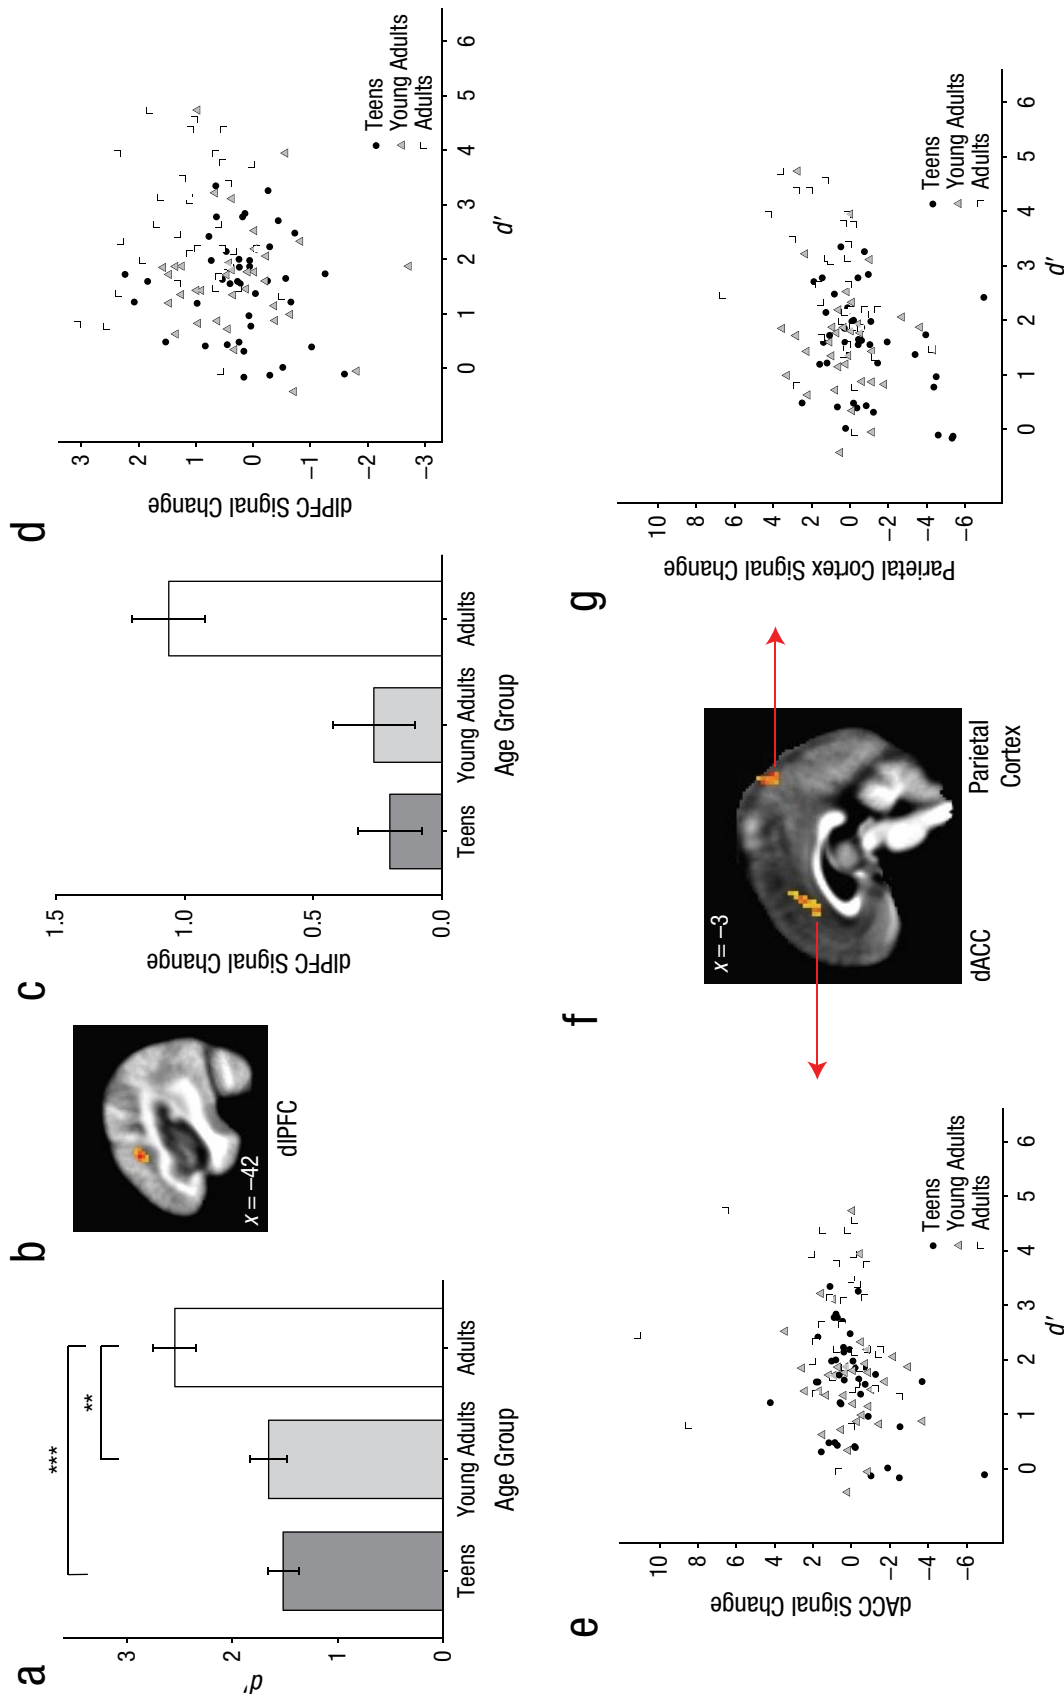 a
d'
3
2
1
0
***
**
Teens
Young Adults
Adults
Age Group
b
x = –42
dlPFC
c
dlPFC Signal Change
1.5
1.0
0.5
0.0
Teens
Young Adults
Adults
Age Group
d
dlPFC Signal Change
3
2
1
0
–1
–2
–3
0
1
2
3
4
5
6
d'
Teens
Young Adults
Adults
e
dACC Signal Change
10
8
6
4
2
0
–2
–4
–6
0
1
2
3
4
5
6
d'
Teens
Young Adults
Adults
f
x = –3
dACC
Parietal
Cortex
g
Parietal Cortex Signal Change
10
8
6
4
2
0
–2
–4
–6
0
1
2
3
4
5
6
d'
Teens
Young Adults
Adults